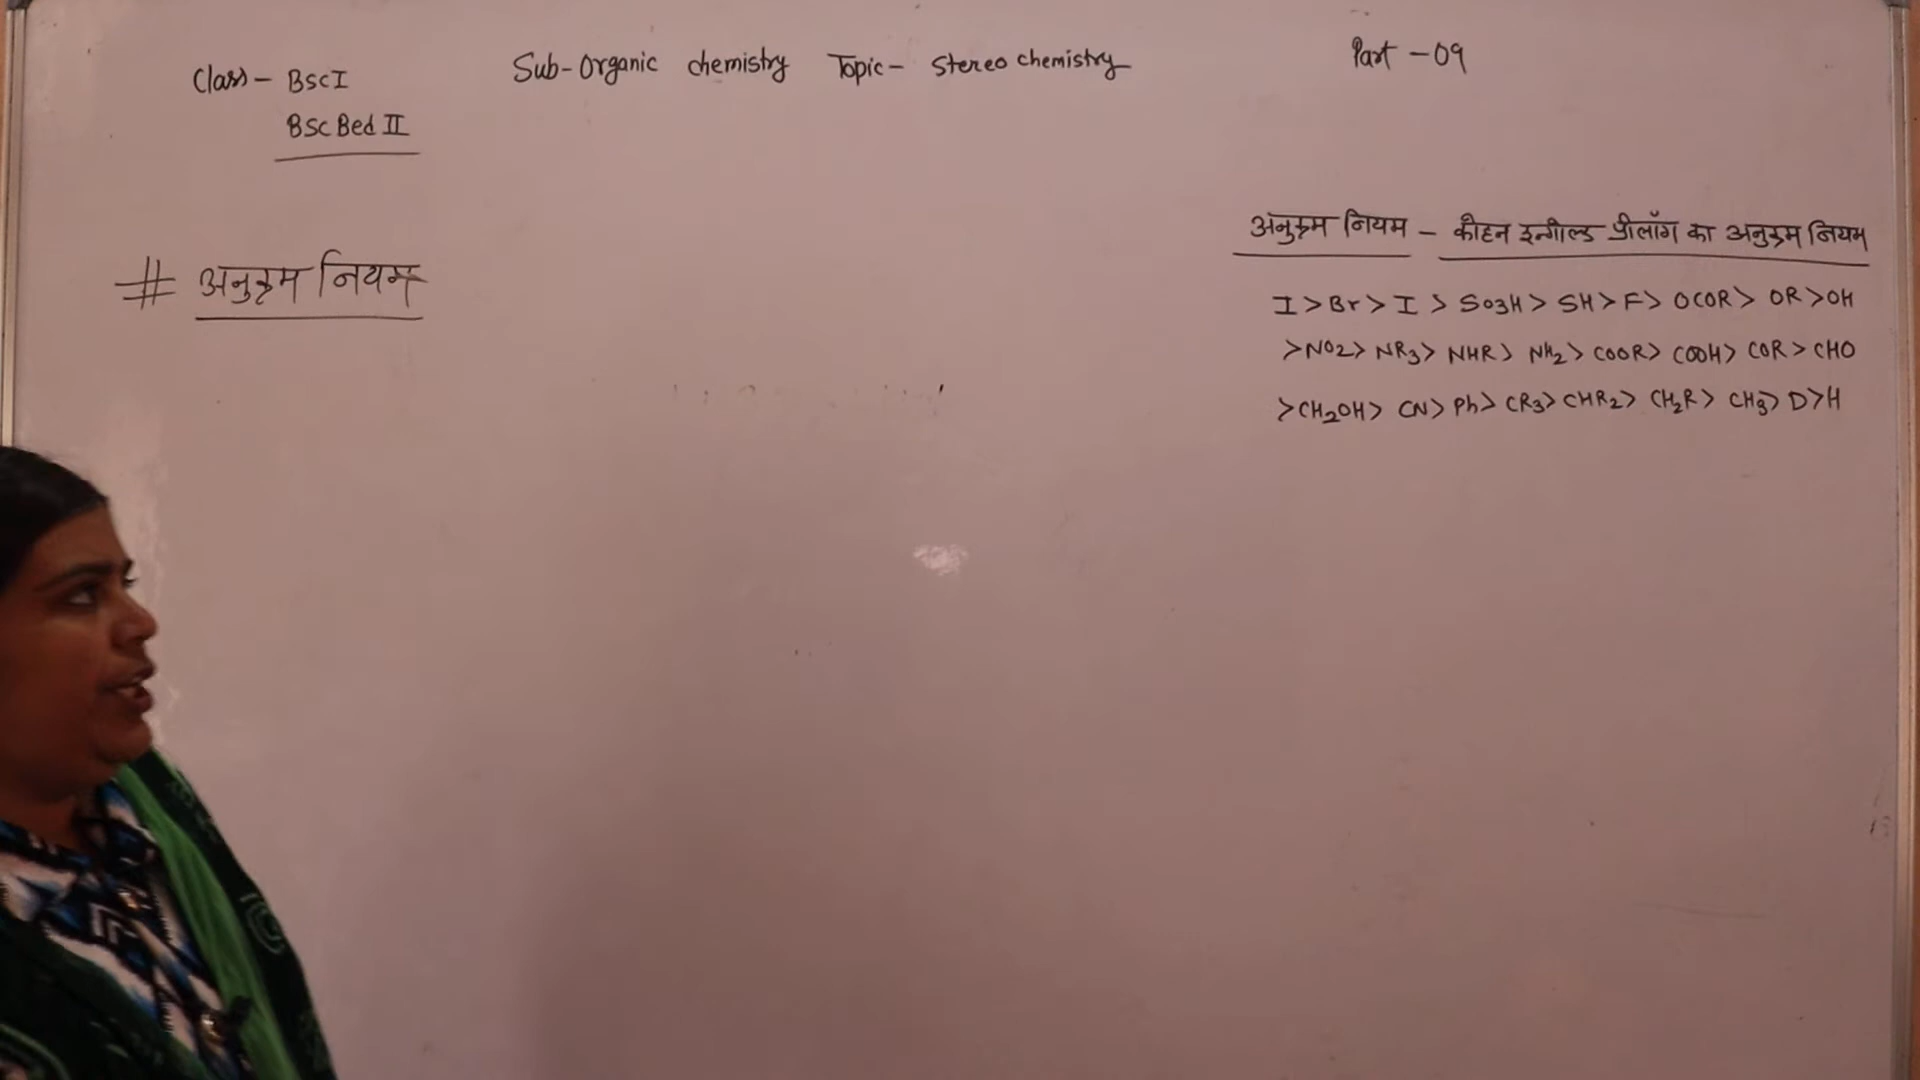 Class - BSc I
BSc Bed II
Sub- Organic chemistry Topic - Stereo chemistry
Part - 09
# अनुक्रम नियम
अनुक्रम नियम - कोहन इन्गोल्ड प्रीलॉग का अनुक्रम नियम
I > Br > I > SO3H > SH > F > OCOR > OR > OH
> NO2 > NR3 > NHR > NH2 > COOR > COOH > COR > CHO
> CH2OH > CN > Ph > CR3 > CHR2 > CH2R > CH3 > D > H